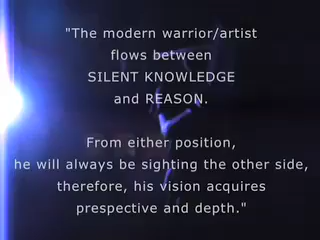 "The modern warrior/artist
flows between
SILENT KNOWLEDGE
and REASON.
From either position,
he will always be sighting the other side,
therefore, his vision acquires
prespective and depth."